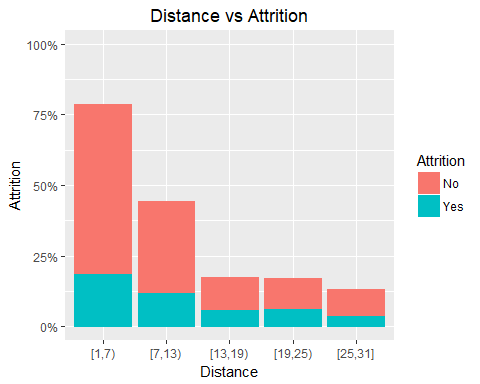 Distance vs Attrition
100%
75%
50%
25%
0%
Attrition
[1,7)
[7,13)
[13,19)
[19,25)
[25,31]
Distance
Attrition
No
Yes